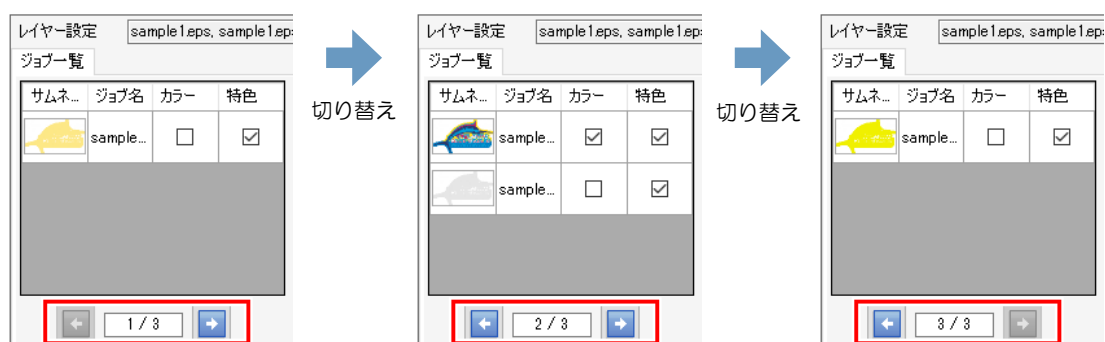 レイヤー設定 sample1.eps, sample1.ep
ジョブ一覧
サムネ... ジョブ名 カラー 特色
sample...
1 / 3
切り替え
レイヤー設定 sample1.eps, sample1.ep
ジョブ一覧
サムネ... ジョブ名 カラー 特色
sample...
sample...
2 / 3
切り替え
レイヤー設定 sample1.eps, sample1.ep
ジョブ一覧
サムネ... ジョブ名 カラー 特色
sample...
3 / 3